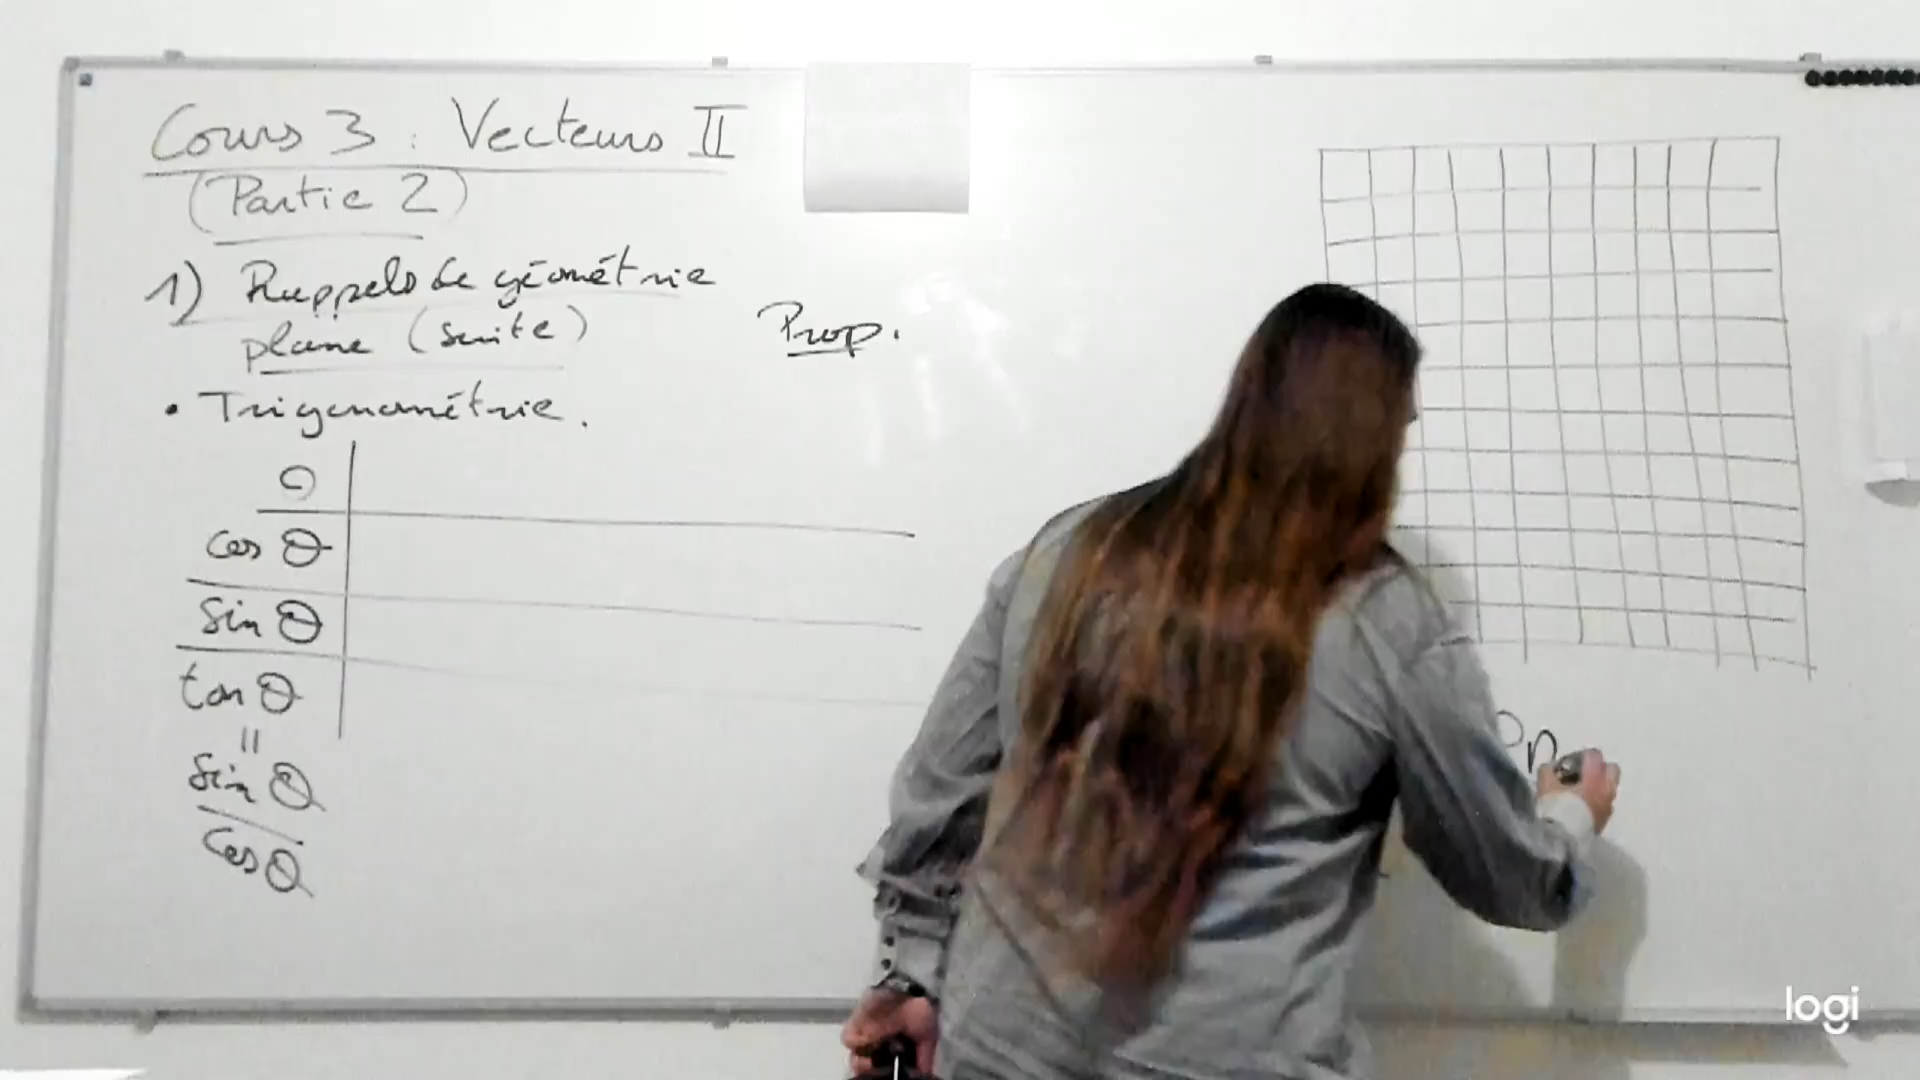 Cours 3 : Vecteurs II
(Partie 2)
1) Rappels de géométrie
plane (suite)
• Trigonométrie.
Θ
cos Θ
sin Θ
tan Θ
=
sin Θ
cos Θ
Prop.
logi